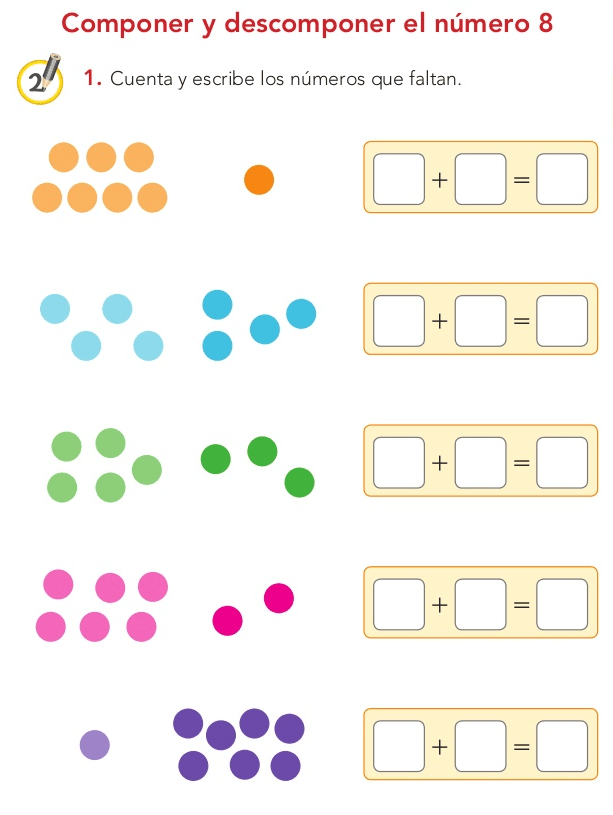 Componer y descomponer el número 8
2 1. Cuenta y escribe los números que faltan.
+ =
+ =
+ =
+ =
+ =